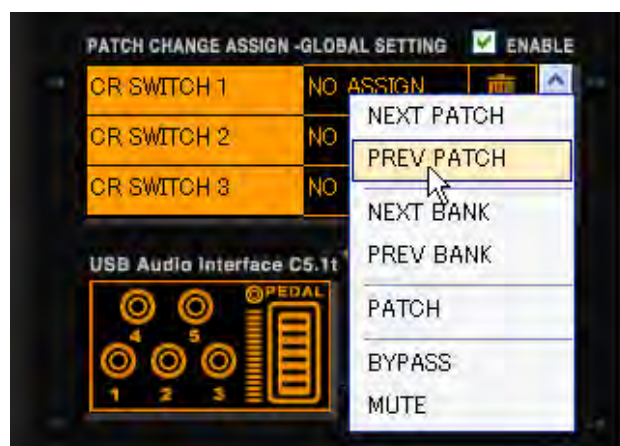 PATCH CHANGE ASSIGN -GLOBAL SETTING ENABLE
CR SWITCH 1 NO ASSIGN
CR SWITCH 2 NO
CR SWITCH 3 NO
NEXT PATCH
PREV PATCH
NEXT BANK
PREV BANK
PATCH
BYPASS
MUTE
USB Audio Interface C5.1t
PEDAL
4 5
1 2 3